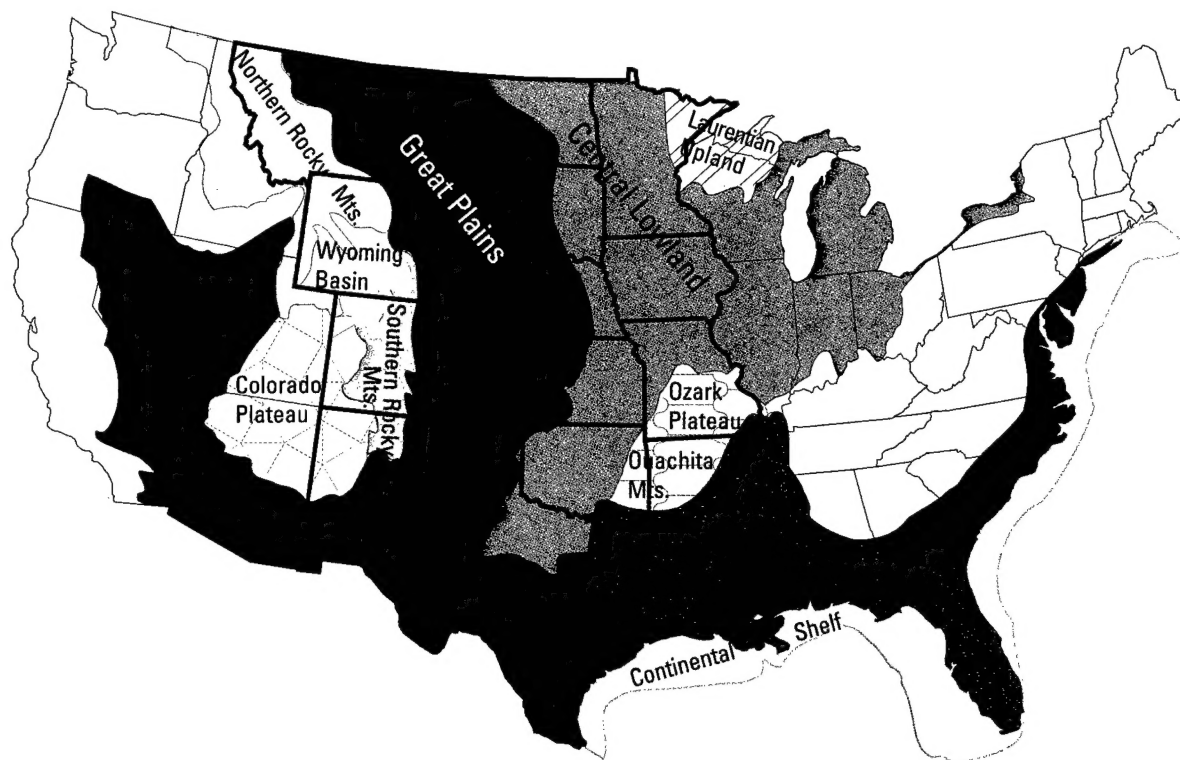 Northern Rocky
Mts.
Great Plains
Central Lowland
Laurentian
Upland
Wyoming
Basin
Southern Rocky
Mts.
Colorado
Plateau
Ozark
Plateau
Ouachita
Mts.
Continental Shelf